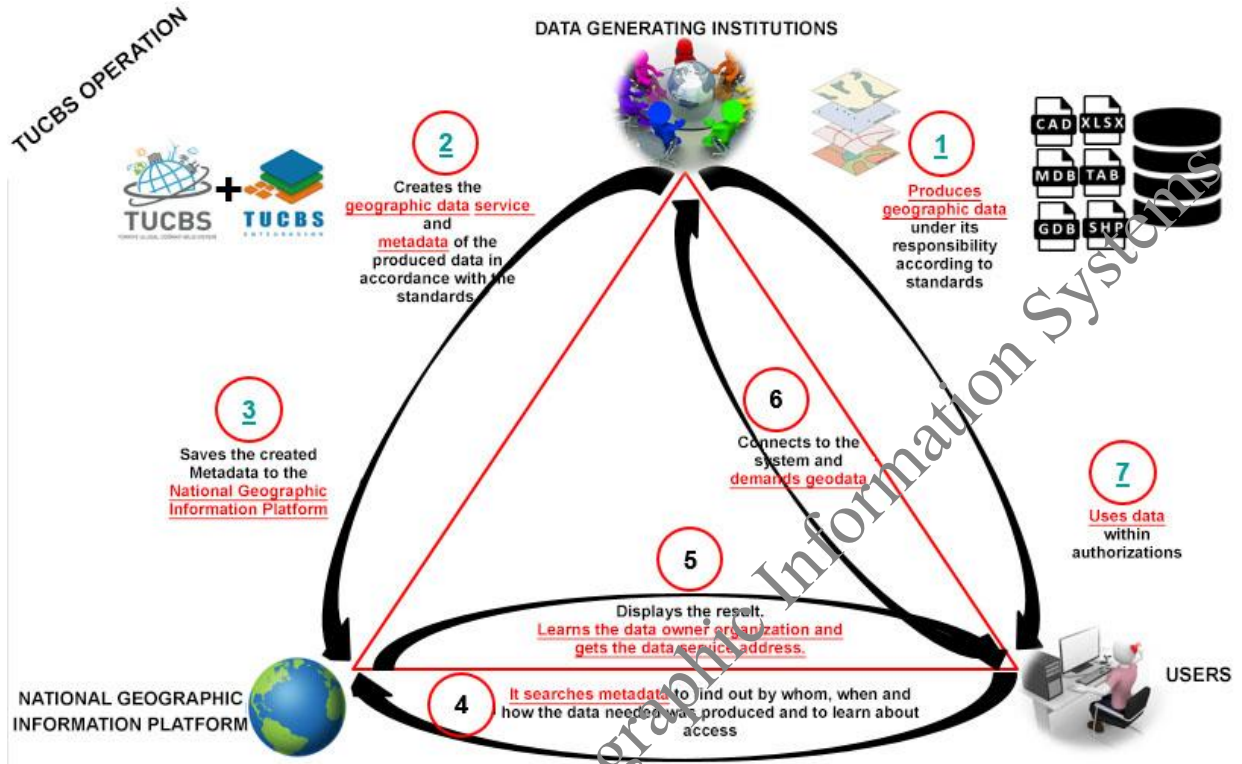 TUCBS OPERATION
DATA GENERATING INSTITUTIONS
TUCBS
+
TUCBS
INTEGRASYON
2
Creates the
geographic data service
and
metadata of the
produced data in
accordance with the
standards
1
Produces
geographic data
under its
responsibility
according to
standards
CAD XLSX
MDB TAB
GDB SHP
3
Saves the created
Metadata to the
National Geographic
Information Platform
6
Connects to the
system and
demands geodata
7
Uses data
within
authorizations
5
Displays the result.
Learns the data owner organization and
gets the data service address.
NATIONAL GEOGRAPHIC
INFORMATION PLATFORM
4
It searches metadata to find out by whom, when and
how the data needed was produced and to learn about
access
USERS
graphic Information Systems